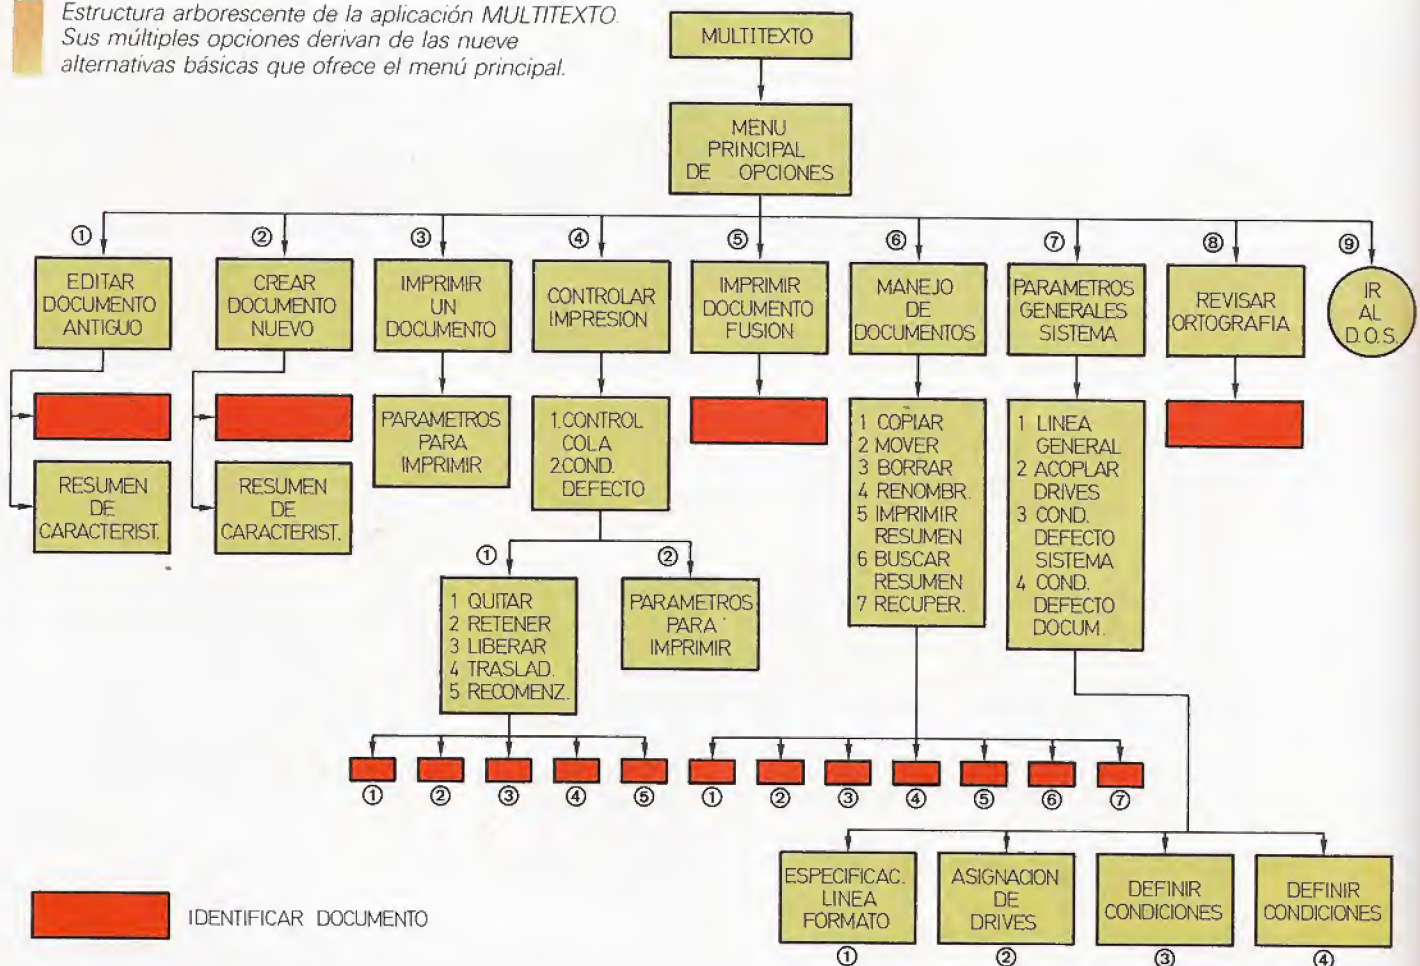 Estructura arborescente de la aplicación MULTITEXTO.
Sus múltiples opciones derivan de las nueve
alternativas básicas que ofrece el menú principal.
MULTITEXTO
MENU
PRINCIPAL
DE OPCIONES
①
②
③
④
⑤
⑥
⑦
⑧
⑨
EDITAR
DOCUMENTO
ANTIGUO
CREAR
DOCUMENTO
NUEVO
IMPRIMIR
UN
DOCUMENTO
CONTROLAR
IMPRESION
IMPRIMIR
DOCUMENTO
FUSION
MANEJO
DE
DOCUMENTOS
PARAMETROS
GENERALES
SISTEMA
REVISAR
ORTOGRAFIA
IR
AL
D.O.S.
RESUMEN
DE
CARACTERIST.
RESUMEN
DE
CARACTERIST.
PARAMETROS
PARA
IMPRIMIR
1.CONTROL
COLA
2.COND.
DEFECTO
1 COPIAR
2 MOVER
3 BORRAR
4 RENOMBR.
5 IMPRIMIR
RESUMEN
6 BUSCAR
RESUMEN
7 RECUPER.
1 LINEA
GENERAL
2 ACOPLAR
DRIVES
3 COND.
DEFECTO
SISTEMA
4 COND.
DEFECTO
DOCUM.
①
②
1 QUITAR
2 RETENER
3 LIBERAR
4 TRASLAD.
5 RECOMENZ.
PARAMETROS
PARA
IMPRIMIR
①
②
③
④
⑤
①
②
③
④
⑤
⑥
⑦
ESPECIFICAC.
LINEA
FORMATO
①
ASIGNACION
DE
DRIVES
②
DEFINIR
CONDICIONES
③
DEFINIR
CONDICIONES
④
IDENTIFICAR DOCUMENTO